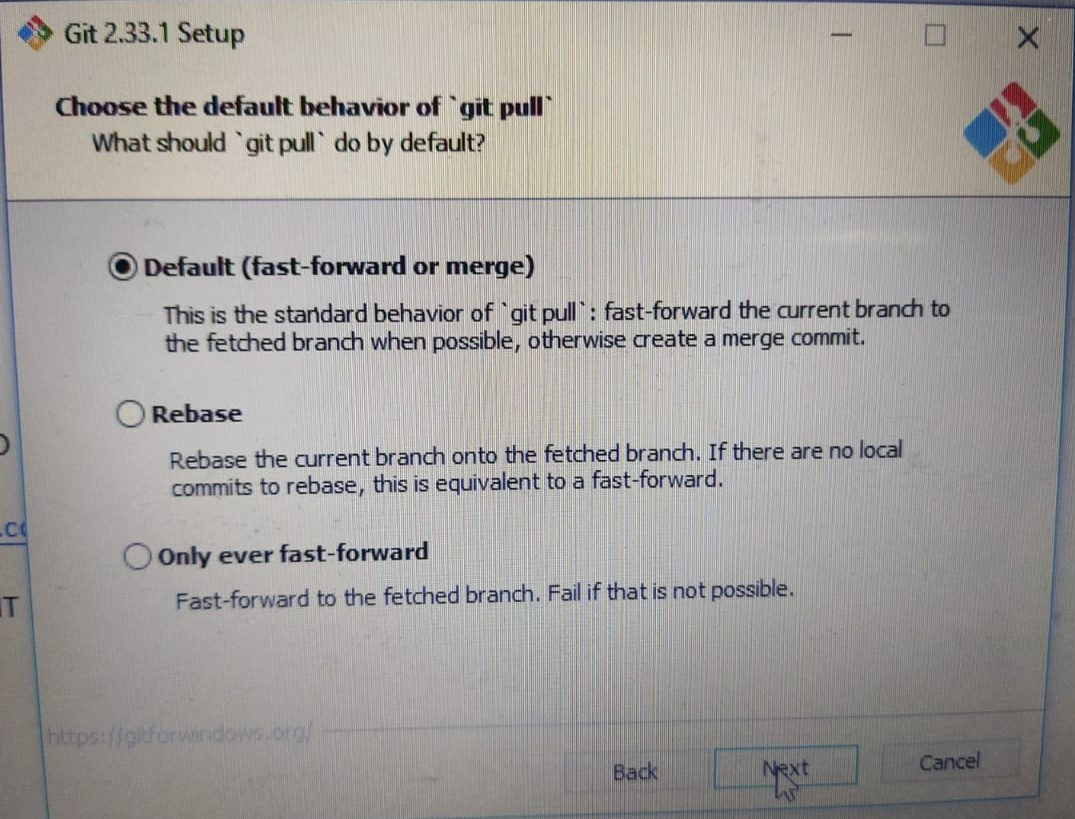 Git 2.33.1 Setup
Choose the default behavior of `git pull`
What should `git pull` do by default?
Default (fast-forward or merge)
This is the standard behavior of `git pull`: fast-forward the current branch to
the fetched branch when possible, otherwise create a merge commit.
Rebase
Rebase the current branch onto the fetched branch. If there are no local
commits to rebase, this is equivalent to a fast-forward.
Only ever fast-forward
Fast-forward to the fetched branch. Fail if that is not possible.
https://gitforwindows.org/
Back
Next
Cancel